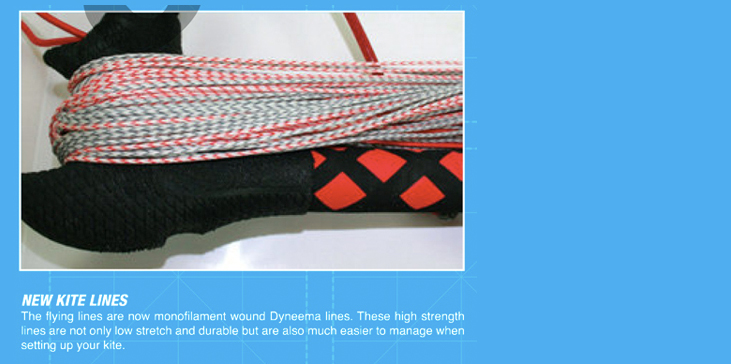 NEW KITE LINES
The flying lines are now monofilament wound Dyneema lines. These high strength
lines are not only low stretch and durable but are also much easier to manage when
setting up your kite.